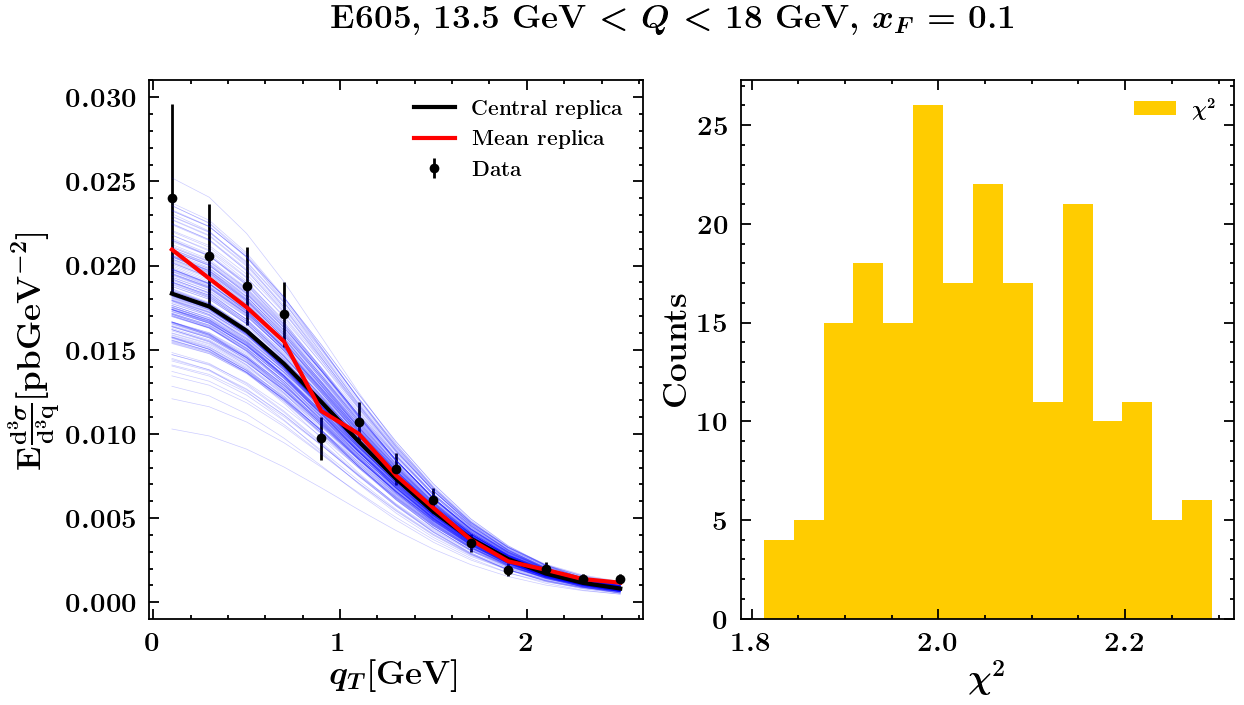 E605, 13.5 GeV < Q < 18 GeV, x_F = 0.1
0.030
0.025
0.020
0.015
0.010
0.005
0.000
E d³σ/d³q [pbGeV⁻²]
Central replica
Mean replica
Data
0 1 2
q_T[GeV]
25
20
15
10
5
0
Counts
χ²
1.8 2.0 2.2
χ²